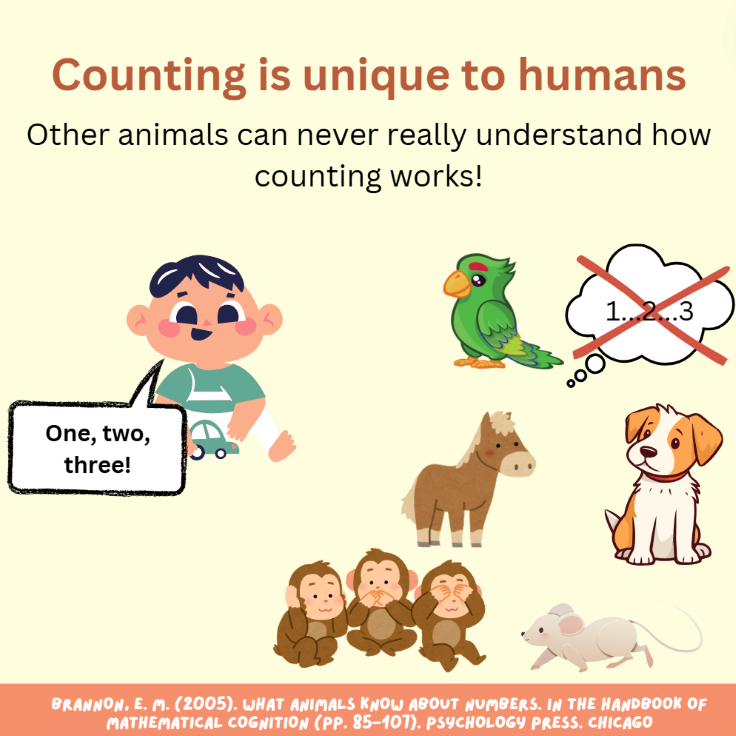 Counting is unique to humans
Other animals can never really understand how
counting works!
1...2...3
One, two,
three!
BRANNON, E. M. (2005). WHAT ANIMALS KNOW ABOUT NUMBERS. IN THE HANDBOOK OF
MATHEMATICAL COGNITION (PP. 85-107). PSYCHOLOGY PRESS. CHICAGO